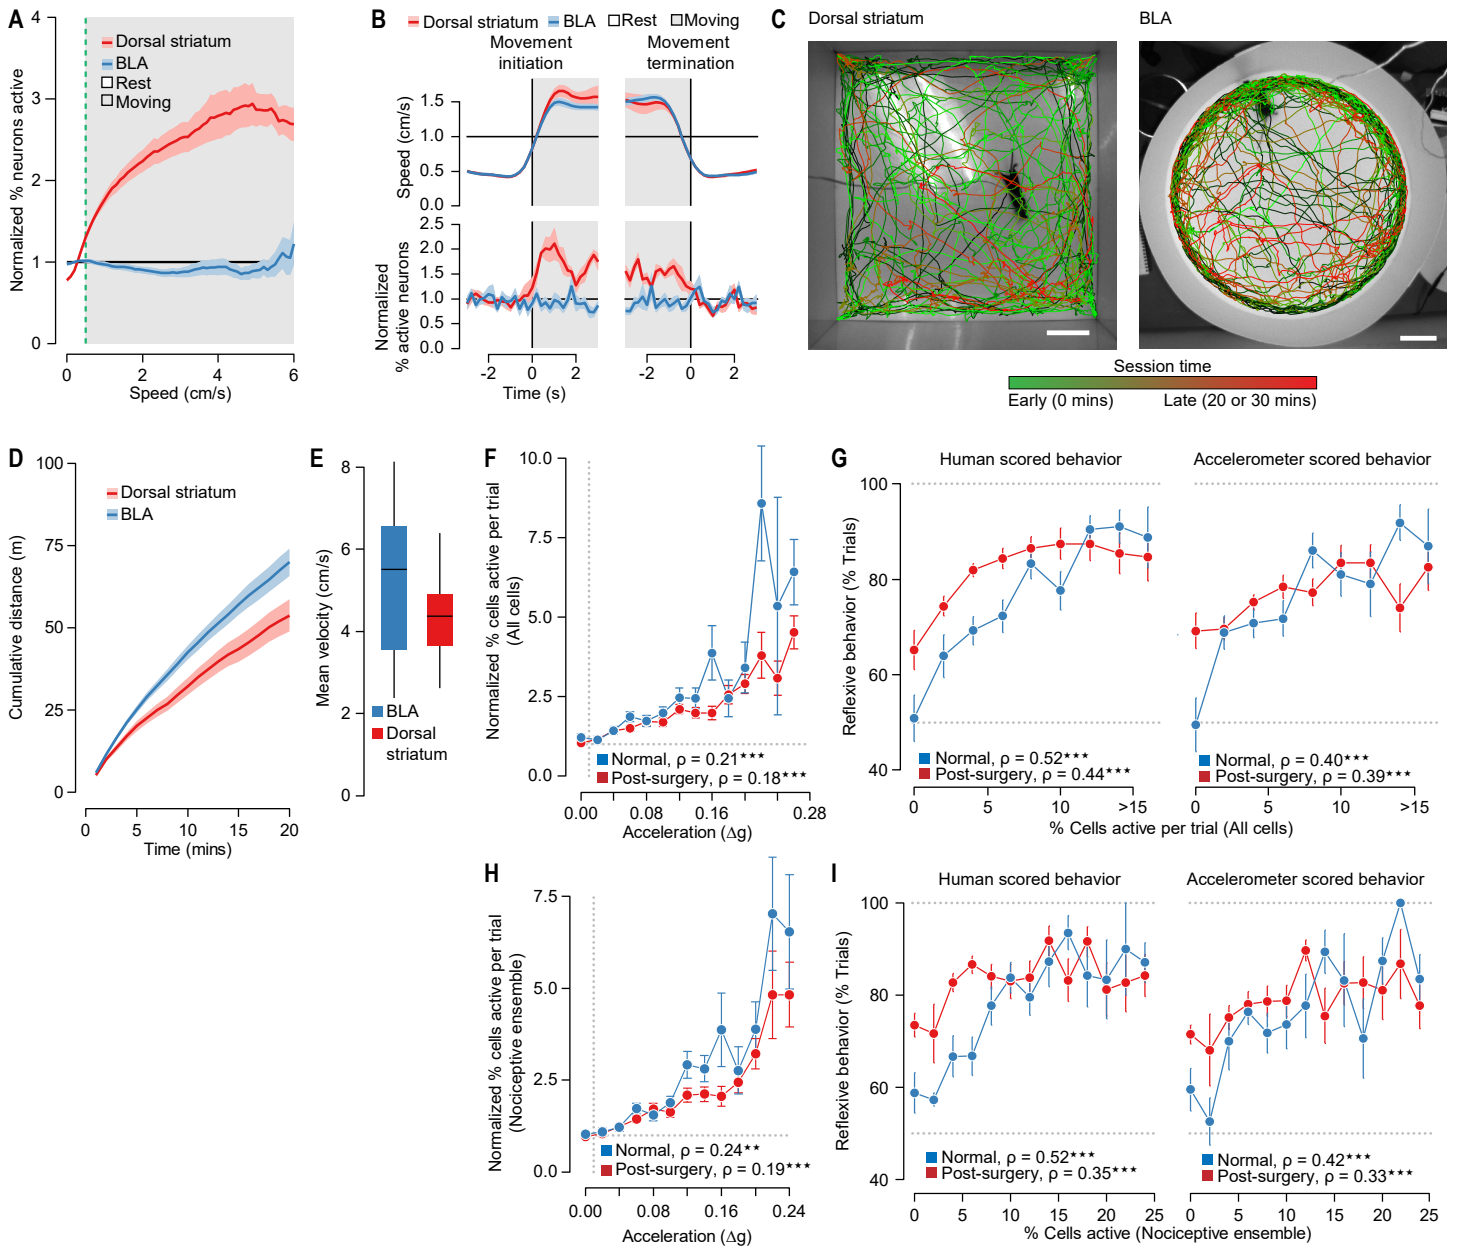 A
4
3
2
1
0
Normalized % neurons active
Dorsal striatum
BLA
Rest
Moving
0
2
4
6
Speed (cm/s)
B
Dorsal striatum
BLA
Rest
Moving
Movement
initiation
Movement
termination
1.5
1.0
0.5
0.0
Speed (cm/s)
2.5
2.0
1.5
1.0
0.5
0.0
Normalized
% active neurons
-2
0
2
-2
0
2
Time (s)
C
Dorsal striatum
BLA
Session time
Early (0 mins)
Late (20 or 30 mins)
D
100
75
50
25
0
Cumulative distance (m)
Dorsal striatum
BLA
0
5
10
15
20
Time (mins)
E
8
6
4
2
0
Mean velocity (cm/s)
BLA
Dorsal
striatum
F
10.0
7.5
5.0
2.5
0.0
Normalized % cells active per trial
(All cells)
Normal, ρ = 0.21★★★
Post-surgery, ρ = 0.18★★★
0.00
0.08
0.16
0.28
Acceleration (Δg)
G
Human scored behavior
Accelerometer scored behavior
100
80
60
40
Reflexive behavior (% Trials)
Normal, ρ = 0.52★★★
Post-surgery, ρ = 0.44★★★
Normal, ρ = 0.40★★★
Post-surgery, ρ = 0.39★★★
0
5
10
>15
0
5
10
>15
% Cells active per trial (All cells)
H
7.5
5.0
2.5
0.0
Normalized % cells active per trial
(Nociceptive ensemble)
Normal, ρ = 0.24★★
Post-surgery, ρ = 0.19★★★
0.00
0.08
0.16
0.24
Acceleration (Δg)
I
Human scored behavior
Accelerometer scored behavior
100
80
60
40
Reflexive behavior (% Trials)
Normal, ρ = 0.52★★★
Post-surgery, ρ = 0.35★★★
Normal, ρ = 0.42★★★
Post-surgery, ρ = 0.33★★★
0
5
10
15
20
25
0
5
10
15
20
25
% Cells active (Nociceptive ensemble)